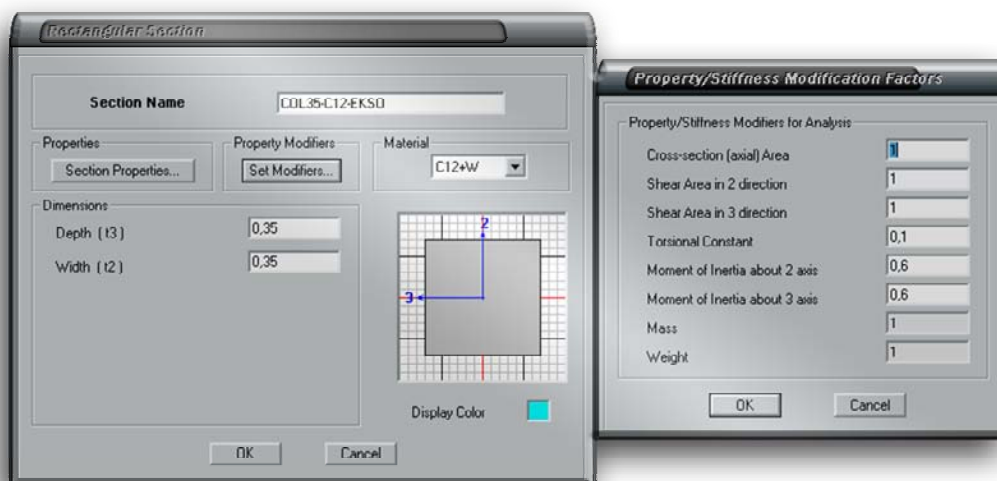 Rectangular Section
Section Name
COL35-C12-EKSO
Properties
Section Properties...
Property Modifiers
Set Modifiers...
Material
C12+W
Dimensions
Depth ( t3 )
0,35
Width ( t2 )
0,35
2
3
Display Color
OK
Cancel
Property/Stiffness Modification Factors
Property/Stiffness Modifiers for Analysis
Cross-section (axial) Area
1
Shear Area in 2 direction
1
Shear Area in 3 direction
1
Torsional Constant
0,1
Moment of Inertia about 2 axis
0,6
Moment of Inertia about 3 axis
0,6
Mass
1
Weight
1
OK
Cancel